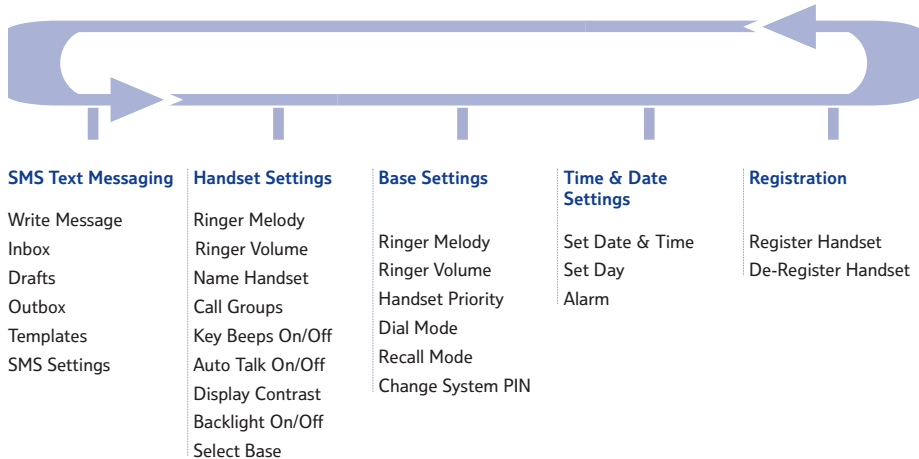 SMS Text Messaging
Write Message
Inbox
Drafts
Outbox
Templates
SMS Settings
Handset Settings
Ringer Melody
Ringer Volume
Name Handset
Call Groups
Key Beeps On/Off
Auto Talk On/Off
Display Contrast
Backlight On/Off
Select Base
Base Settings
Ringer Melody
Ringer Volume
Handset Priority
Dial Mode
Recall Mode
Change System PIN
Time & Date
Settings
Set Date & Time
Set Day
Alarm
Registration
Register Handset
De-Register Handset